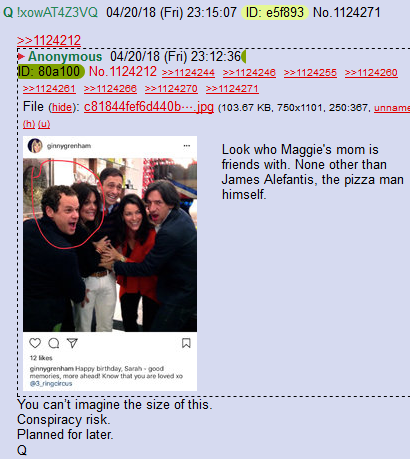 Q !xowAT4Z3VQ 04/20/18 (Fri) 23:15:07 ID: e5f893 No.1124271
>>1124212
Anonymous 04/20/18 (Fri) 23:12:36
ID: 80a100 No.1124212 >>1124244 >>1124246 >>1124255 >>1124260
>>1124261 >>1124266 >>1124270 >>1124271
File (hide): c81844fef6d440b⋯.jpg (103.67 KB, 750x1101, 250:367, unname
(h) (u)
ginnygrenham
12 likes
ginnygrenham Happy birthday, Sarah - good
memories, more ahead! Know that you are loved xo
@3_ringcircus
Look who Maggie's mom is
friends with. None other than
James Alefantis, the pizza man
himself.
You can't imagine the size of this.
Conspiracy risk.
Planned for later.
Q